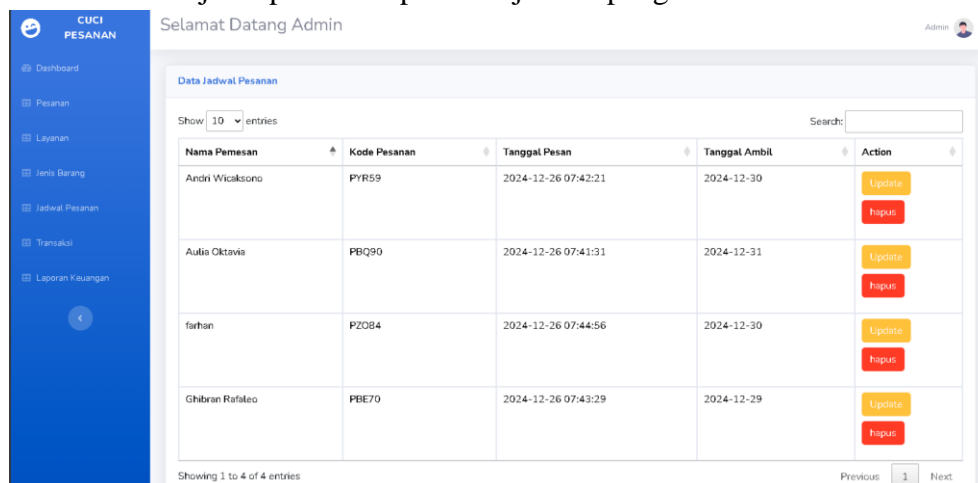 CUCI
PESANAN
Selamat Datang Admin
Admin
Dashboard
Pesanan
Layanan
Jenis Barang
Jadwal Pesanan
Transaksi
Laporan Keuangan
Data Jadwal Pesanan
Show 10 entries
Search:
Nama Pemesan Kode Pesanan Tanggal Pesan Tanggal Ambil Action
Andri Wicaksono PYR59 2024-12-26 07:42:21 2024-12-30 Update
hapus
Aulia Oktavia PBQ90 2024-12-26 07:41:31 2024-12-31 Update
hapus
farhan PZO84 2024-12-26 07:44:56 2024-12-30 Update
hapus
Ghibran Rafaleo PBE70 2024-12-26 07:43:29 2024-12-29 Update
hapus
Showing 1 to 4 of 4 entries
Previous 1 Next